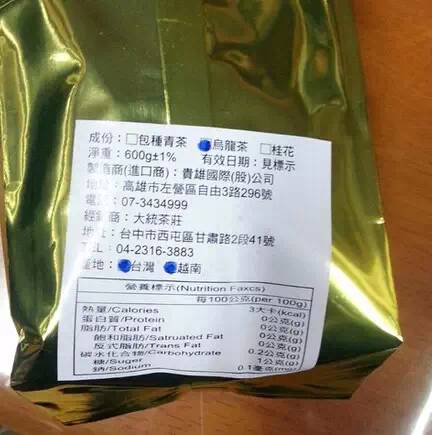 成份：□包種青茶 烏龍茶 □桂花
淨重：600g±1% 有效日期：見標示
製造商(進口商)：貴雄國際(股)公司
地址：高雄市左營區自由3路296號
電話：07-3434999
經銷商：大統茶莊
地址：台中市西屯區甘肅路2段41號
TEL：04-2316-3883
產地：台灣 越南
營養標示(Nutrition Faxcs)
每100公克(per 100g)
熱量/Calories 3大卡(kcal)
蛋白質/Protein 0公克(g)
脂肪/Total Fat 0公克(g)
飽和脂肪/Satruated Fat 0公克(g)
反式脂肪/Trans Fat 0公克(g)
碳水化合物/Carbohydrate 0.2公克(g)
糖/Suger 1公克(g)
鈉/Sodium 0.1毫克(mg)